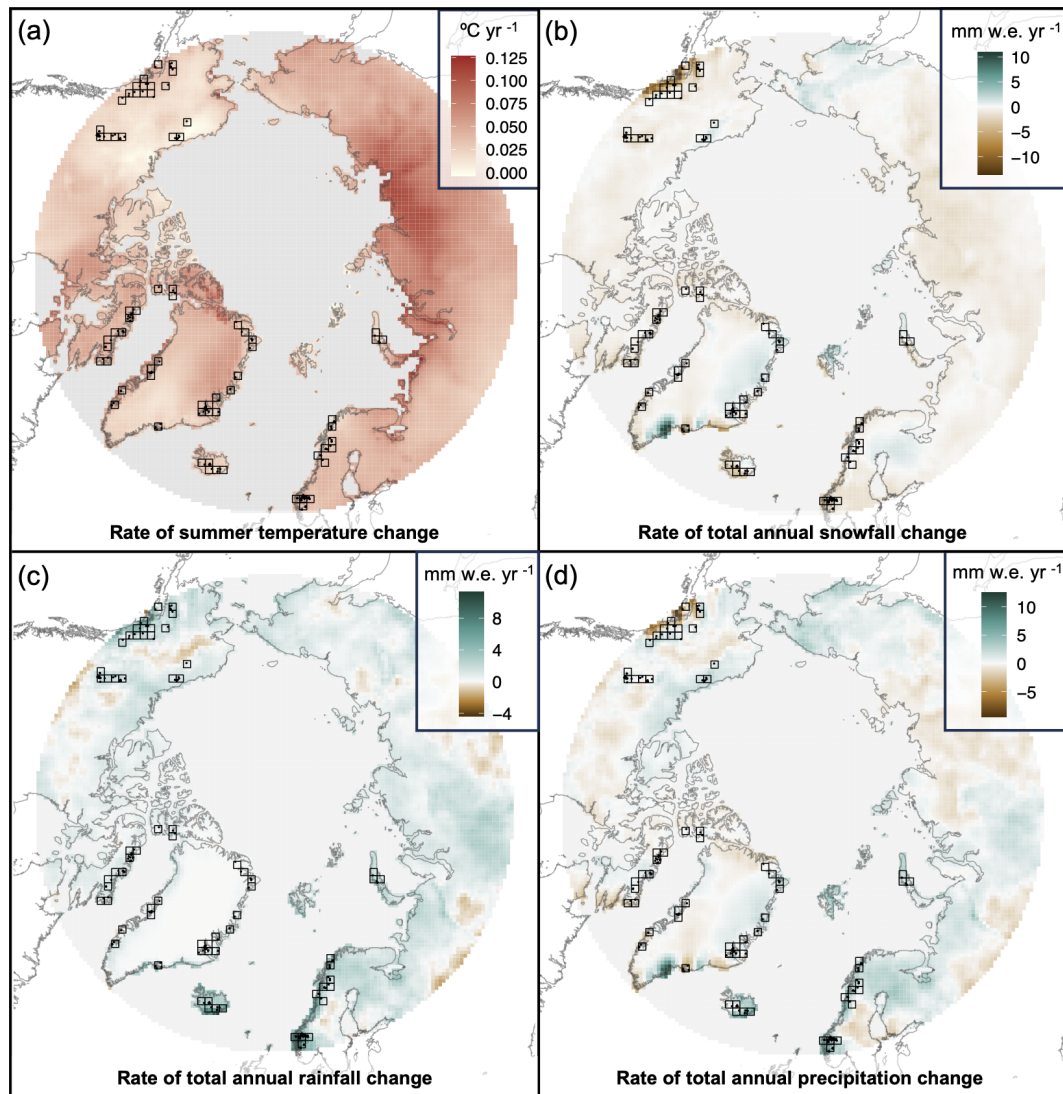 (a)
ºC yr ⁻¹
0.125
0.100
0.075
0.050
0.025
0.000
Rate of summer temperature change
(b)
mm w.e. yr ⁻¹
10
5
0
−5
−10
Rate of total annual snowfall change
(c)
mm w.e. yr ⁻¹
8
4
0
−4
Rate of total annual rainfall change
(d)
mm w.e. yr ⁻¹
10
5
0
−5
Rate of total annual precipitation change